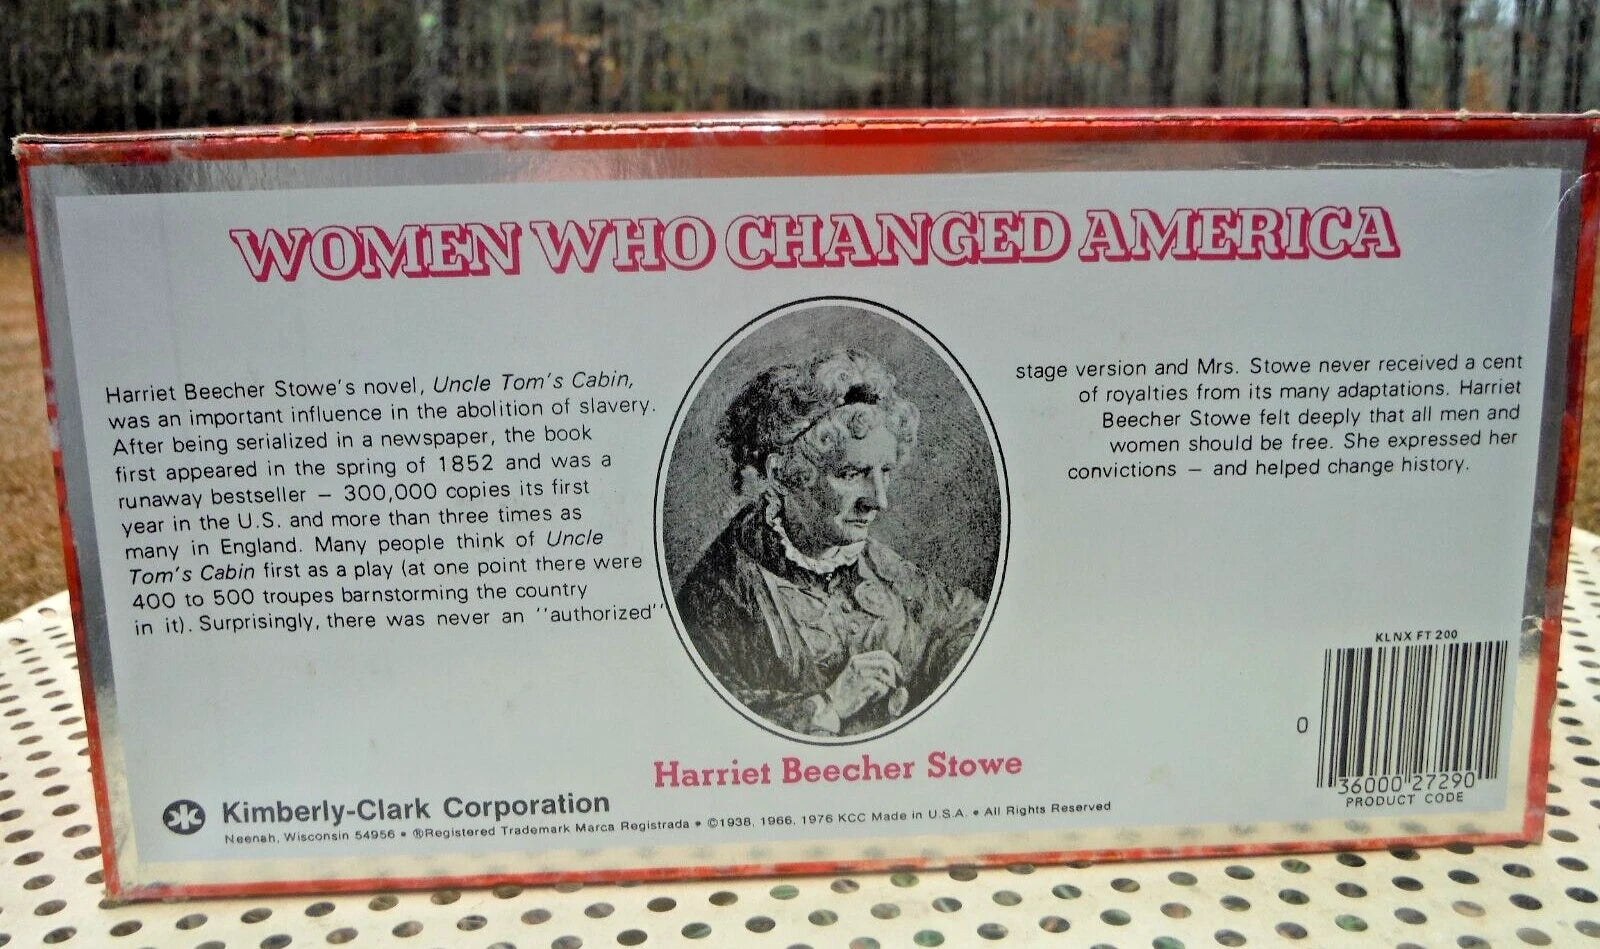 WOMEN WHO CHANGED AMERICA
Harriet Beecher Stowe's novel, Uncle Tom's Cabin,
was an important influence in the abolition of slavery.
After being serialized in a newspaper, the book
first appeared in the spring of 1852 and was a
runaway bestseller – 300,000 copies its first
year in the U.S. and more than three times as
many in England. Many people think of Uncle
Tom's Cabin first as a play (at one point there were
400 to 500 troupes barnstorming the country
in it). Surprisingly, there was never an "authorized"
stage version and Mrs. Stowe never received a cent
of royalties from its many adaptations. Harriet
Beecher Stowe felt deeply that all men and
women should be free. She expressed her
convictions – and helped change history.
Harriet Beecher Stowe
Kimberly-Clark Corporation
Neenah, Wisconsin 54956 • ®Registered Trademark Marca Registrada • ©1938, 1966, 1976 KCC Made in U.S.A. • All Rights Reserved
KLNX FT 200
0
36000 27290
PRODUCT CODE